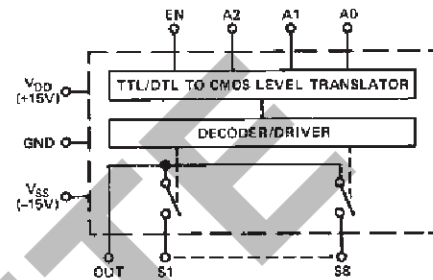 EN A2 A1 A0
VDD
(+15V)
TTL/DTL TO CMOS LEVEL TRANSLATOR
GND
DECODER/DRIVER
VSS
(–15V)
OUT S1 S8